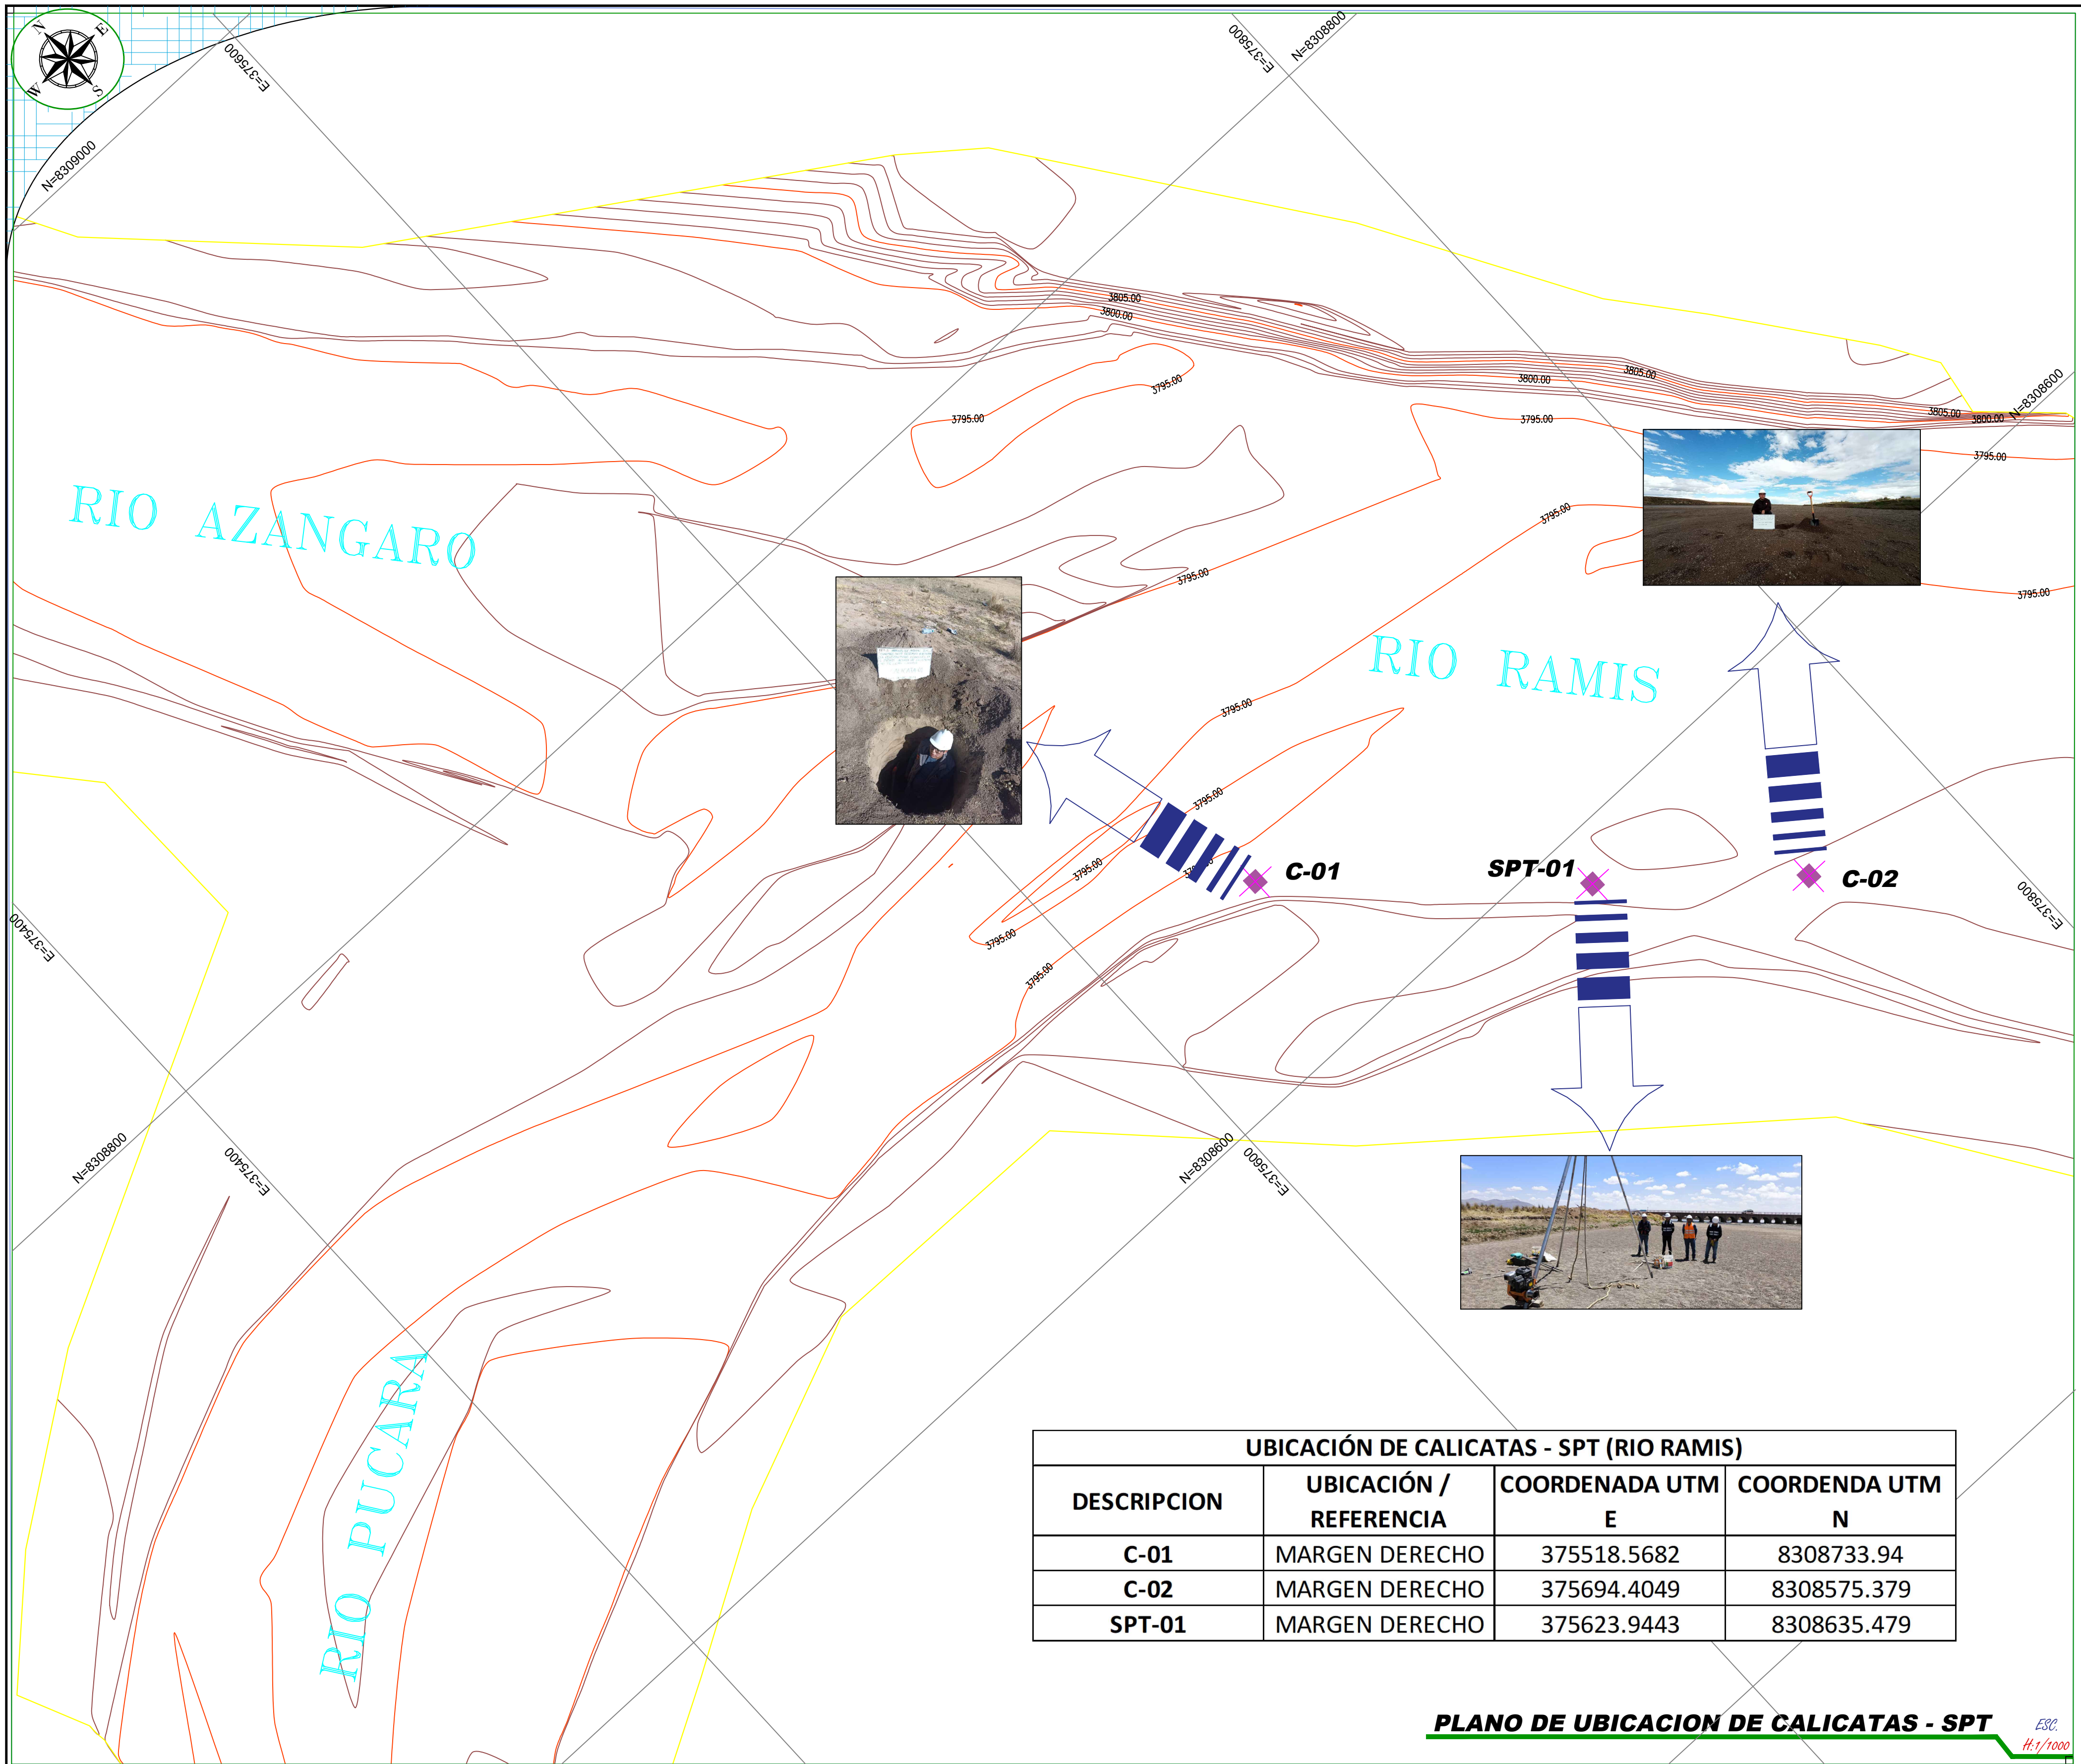 N
E
W
S
E=375600
E=375800
N=8308800
N=8309000
3805.00
3800.00
3800.00
3805.00
N=8308600
3805.00
3800.00
3795.00
3795.00
3795.00
3795.00
RIO AZANGARO
3795.00
3795.00
3795.00
RIO RAMIS
3795.00
3795.00
3795.00
C-01
SPT-01
C-02
E=375400
3795.00
3795.00
E=375800
N=8308800
E=375400
N=8308600
E=375600
RIO PUCARA
UBICACIÓN DE CALICATAS - SPT (RIO RAMIS)
DESCRIPCION
UBICACIÓN /
REFERENCIA
COORDENADA UTM
E
COORDENDA UTM
N
C-01 MARGEN DERECHO 375518.5682 8308733.94
C-02 MARGEN DERECHO 375694.4049 8308575.379
SPT-01 MARGEN DERECHO 375623.9443 8308635.479
PLANO DE UBICACION DE CALICATAS - SPT
ESC.
H:1/1000